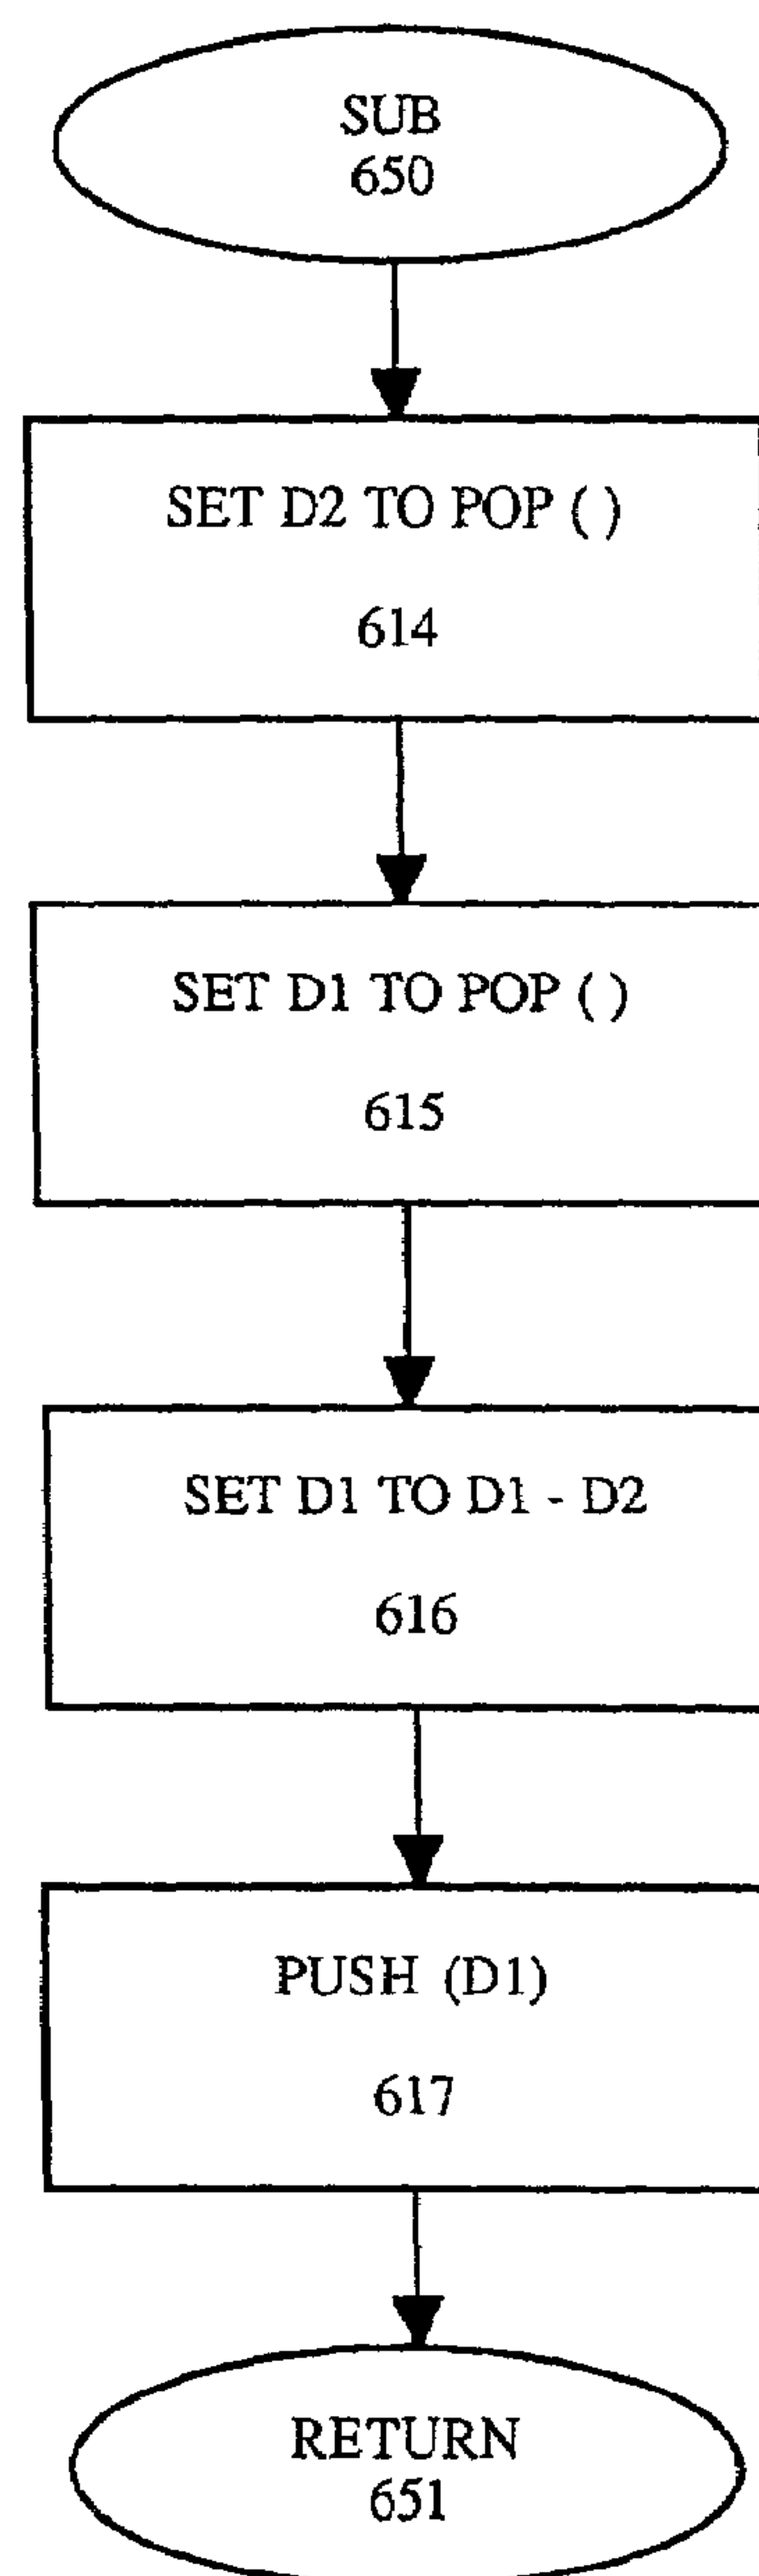 SUB
650
SET D2 TO POP ( )
614
SET D1 TO POP ( )
615
SET D1 TO D1 - D2
616
PUSH (D1)
617
RETURN
651